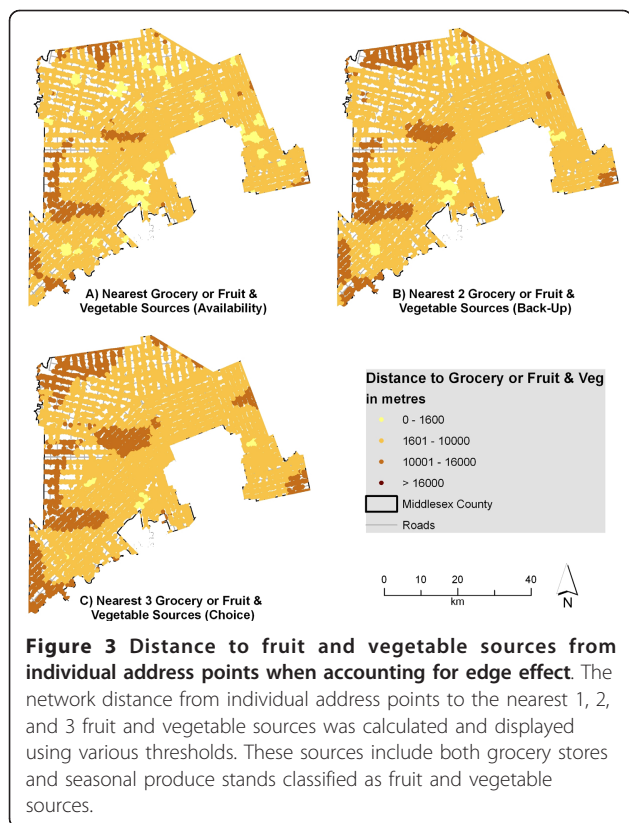 A) Nearest Grocery or Fruit &
Vegetable Sources (Availability)
B) Nearest 2 Grocery or Fruit &
Vegetable Sources (Back-Up)
C) Nearest 3 Grocery or Fruit &
Vegetable Sources (Choice)
Distance to Grocery or Fruit & Veg
in metres
0 - 1600
1601 - 10000
10001 - 16000
> 16000
Middlesex County
Roads
0 10 20 40
km
N
Figure 3 Distance to fruit and vegetable sources from
individual address points when accounting for edge effect. The
network distance from individual address points to the nearest 1, 2,
and 3 fruit and vegetable sources was calculated and displayed
using various thresholds. These sources include both grocery stores
and seasonal produce stands classified as fruit and vegetable
sources.